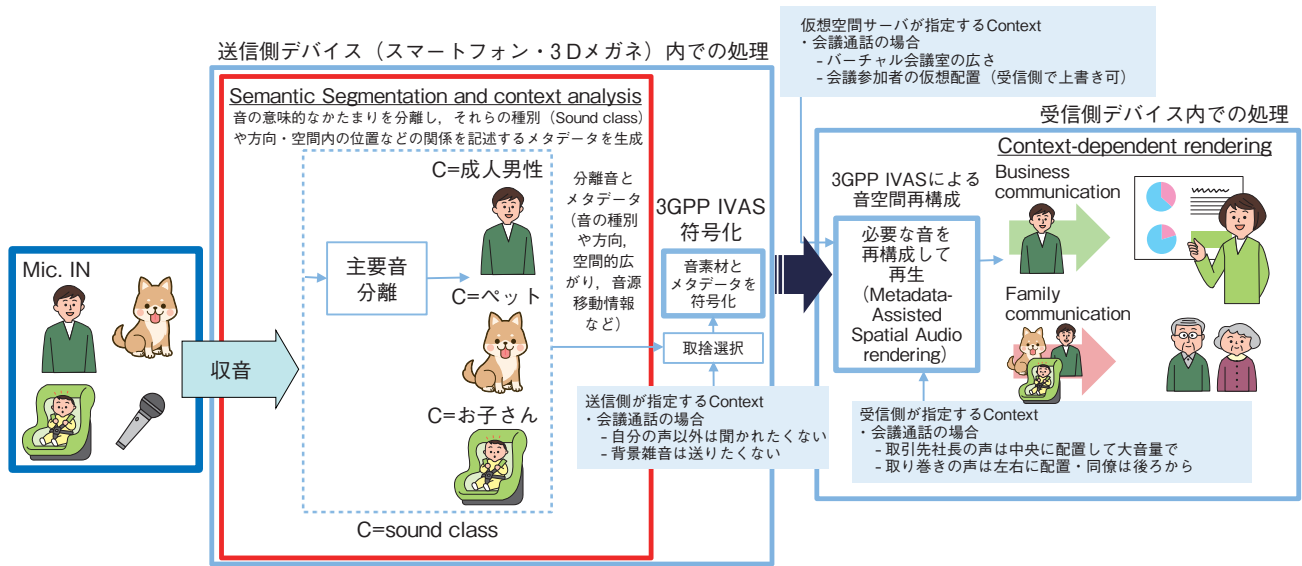 仮想空間サーバが指定するContext
・会議通話の場合
- バーチャル会議室の広さ
- 会議参加者の仮想配置（受信側で上書き可）
送信側デバイス（スマートフォン・3Dメガネ）内での処理
Semantic Segmentation and context analysis
音の意味的なかたまりを分離し，それらの種別（Sound class）
や方向・空間内の位置などの関係を記述するメタデータを生成
Mic. IN
収音
主要音
分離
C=成人男性
C=ペット
C=お子さん
C=sound class
分離音と
メタデータ
（音の種別
や方向，
空間的広
がり，音源
移動情報
など）
3GPP IVAS
符号化
音素材と
メタデータを
符号化
取捨選択
送信側が指定するContext
・会議通話の場合
- 自分の声以外は聞かれたくない
- 背景雑音は送りたくない
受信側デバイス内での処理
Context-dependent rendering
3GPP IVASによる
音空間再構成
必要な音を
再構成して
再生
（Metadata-
Assisted
Spatial Audio
rendering）
Business
communication
Family
communication
受信側が指定するContext
・会議通話の場合
- 取引先社長の声は中央に配置して大音量で
- 取り巻きの声は左右に配置・同僚は後ろから